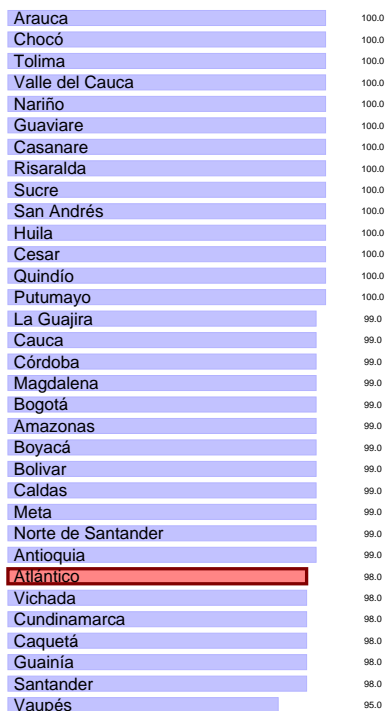 Arauca 100.0
Chocó 100.0
Tolima 100.0
Valle del Cauca 100.0
Nariño 100.0
Guaviare 100.0
Casanare 100.0
Risaralda 100.0
Sucre 100.0
San Andrés 100.0
Huila 100.0
Cesar 100.0
Quindío 100.0
Putumayo 100.0
La Guajira 99.0
Cauca 99.0
Córdoba 99.0
Magdalena 99.0
Bogotá 99.0
Amazonas 99.0
Boyacá 99.0
Bolivar 99.0
Caldas 99.0
Meta 99.0
Norte de Santander 99.0
Antioquia 99.0
Atlántico 98.0
Vichada 98.0
Cundinamarca 98.0
Caquetá 98.0
Guainía 98.0
Santander 98.0
Vaupés 95.0